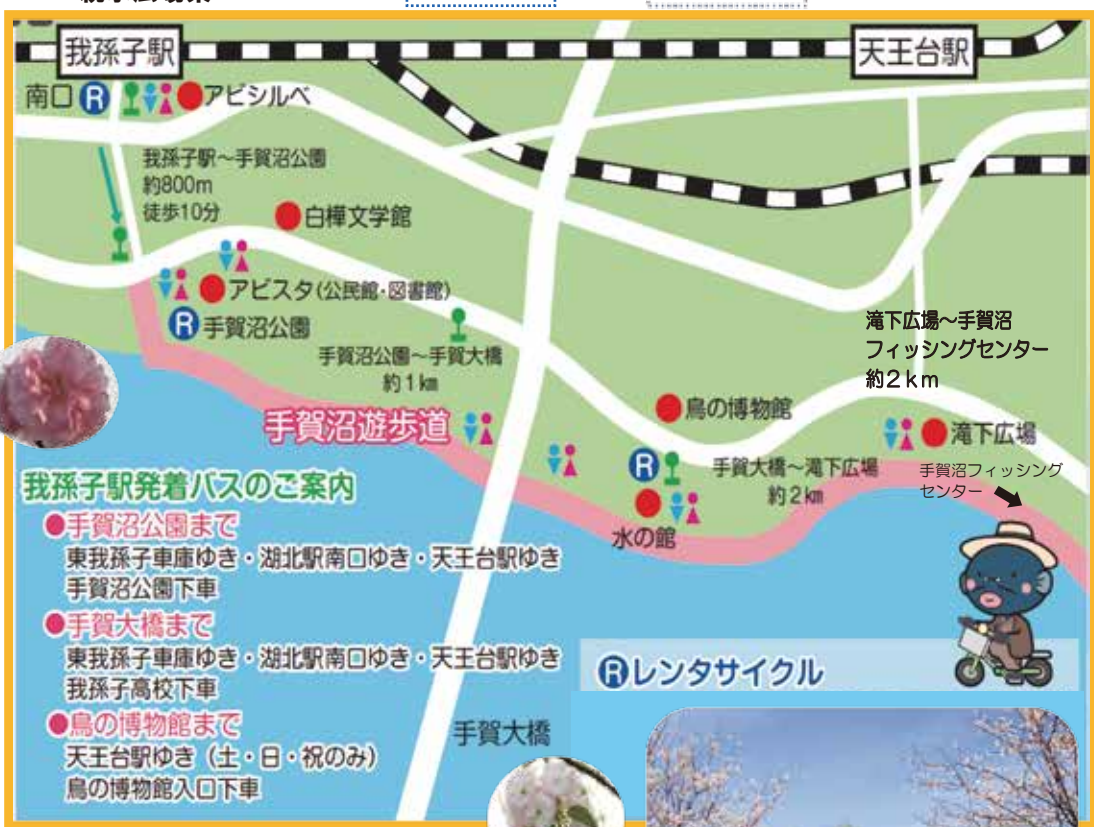 我孫子駅
天王台駅
南口 R
アビシルベ
我孫子駅～手賀沼公園
約800m
徒歩10分
白樺文学館
アビスタ(公民館・図書館)
R 手賀沼公園
手賀沼公園～手賀大橋
約1㎞
滝下広場～手賀沼
フィッシングセンター
約2ｋｍ
手賀沼遊歩道
鳥の博物館
滝下広場
R
手賀大橋～滝下広場
約2㎞
手賀沼フィッシング
センター
水の館
我孫子駅発着バスのご案内
●手賀沼公園まで
東我孫子車庫ゆき・湖北駅南口ゆき・天王台駅ゆき
手賀沼公園下車
●手賀大橋まで
東我孫子車庫ゆき・湖北駅南口ゆき・天王台駅ゆき
我孫子高校下車
●鳥の博物館まで
天王台駅ゆき（土・日・祝のみ）
鳥の博物館入口下車
手賀大橋
Rレンタサイクル